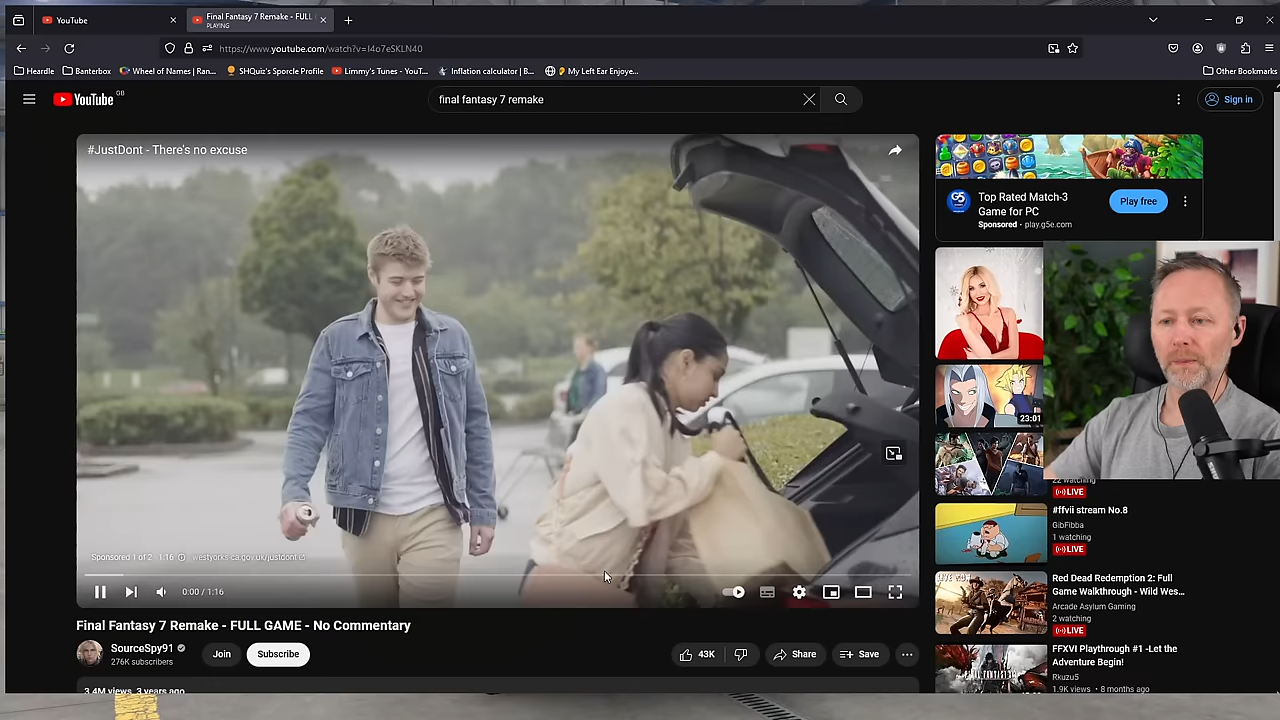 YouTube
Final Fantasy 7 Remake - FULL
PLAYING
https://www.youtube.com/watch?v=I4o7eSKLN40
Heardle
Banterbox
Wheel of Names | Ran...
SHQuiz's Sporcle Profile
Limmy's Tunes - YouT...
Inflation calculator | B...
My Left Ear Enjoye...
Other Bookmarks
YouTube GB
final fantasy 7 remake
Sign in
#JustDont - There's no excuse
Sponsored 1 of 2 · 1:16
westyorks-ca.gov.uk/justdont
0:00 / 1:16
Final Fantasy 7 Remake - FULL GAME - No Commentary
SourceSpy91
276K subscribers
Join
Subscribe
43K
Share
Save
3.4M views 3 years ago
Top Rated Match-3
Game for PC
Sponsored · play.g5e.com
Play free
G5
23:01
22 watching
LIVE
#ffvii stream No.8
GibFibba
1 watching
LIVE
Red Dead Redemption 2: Full
Game Walkthrough - Wild Wes...
Arcade Asylum Gaming
2 watching
LIVE
FFXVI Playthrough #1 -Let the
Adventure Begin!
Rkuzu5
1.9K views · 8 months ago